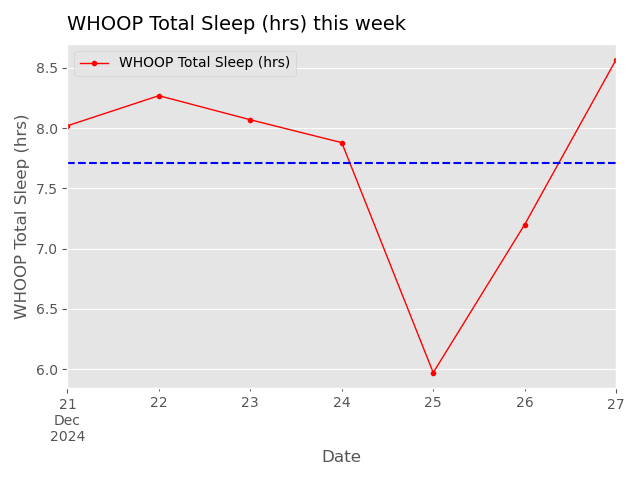 WHOOP Total Sleep (hrs) this week
WHOOP Total Sleep (hrs)
WHOOP Total Sleep (hrs)
8.5
8.0
7.5
7.0
6.5
6.0
21 22 23 24 25 26 27
Dec
2024
Date